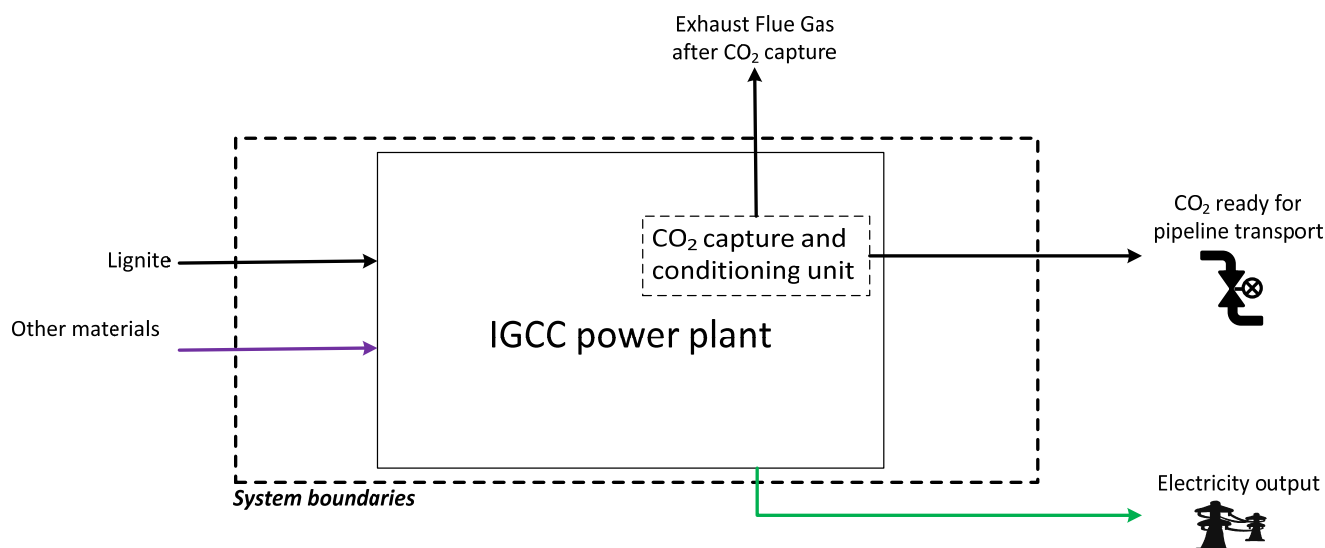 Exhaust Flue Gas
after CO₂ capture
CO₂ ready for
pipeline transport
CO₂ capture and
conditioning unit
Lignite
Other materials
IGCC power plant
Electricity output
System boundaries